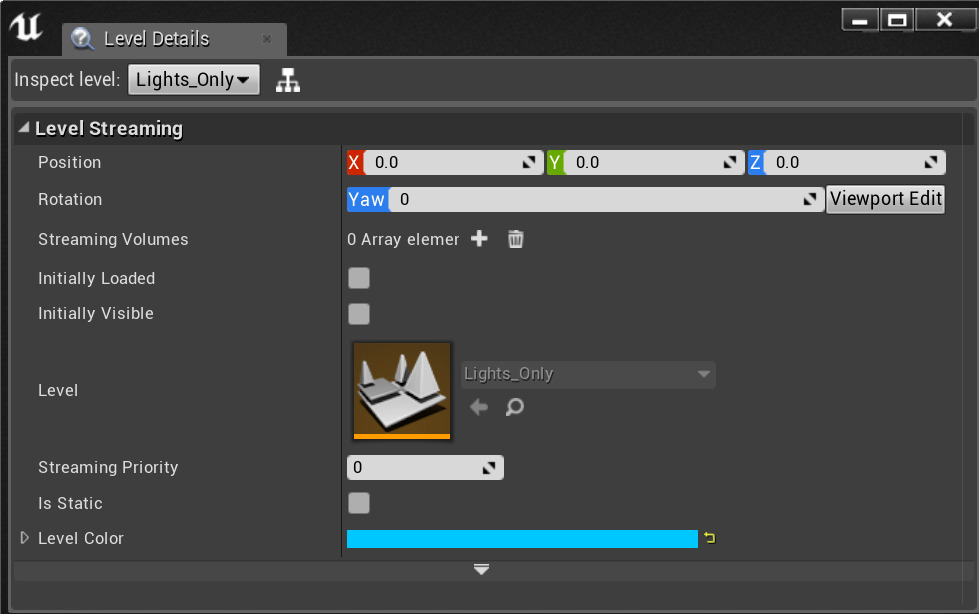 Level Details
Inspect level: Lights_Only
Level Streaming
Position X 0.0 Y 0.0 Z 0.0
Rotation Yaw 0 Viewport Edit
Streaming Volumes 0 Array elemer
Initially Loaded
Initially Visible
Level Lights_Only
Streaming Priority 0
Is Static
Level Color